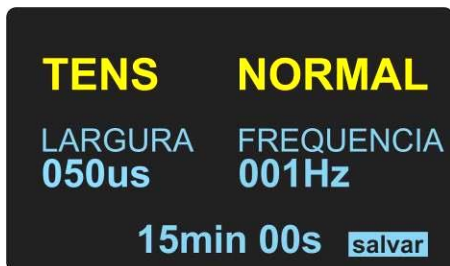 TENS NORMAL
LARGURA FREQUENCIA
050us 001Hz
15min 00s salvar